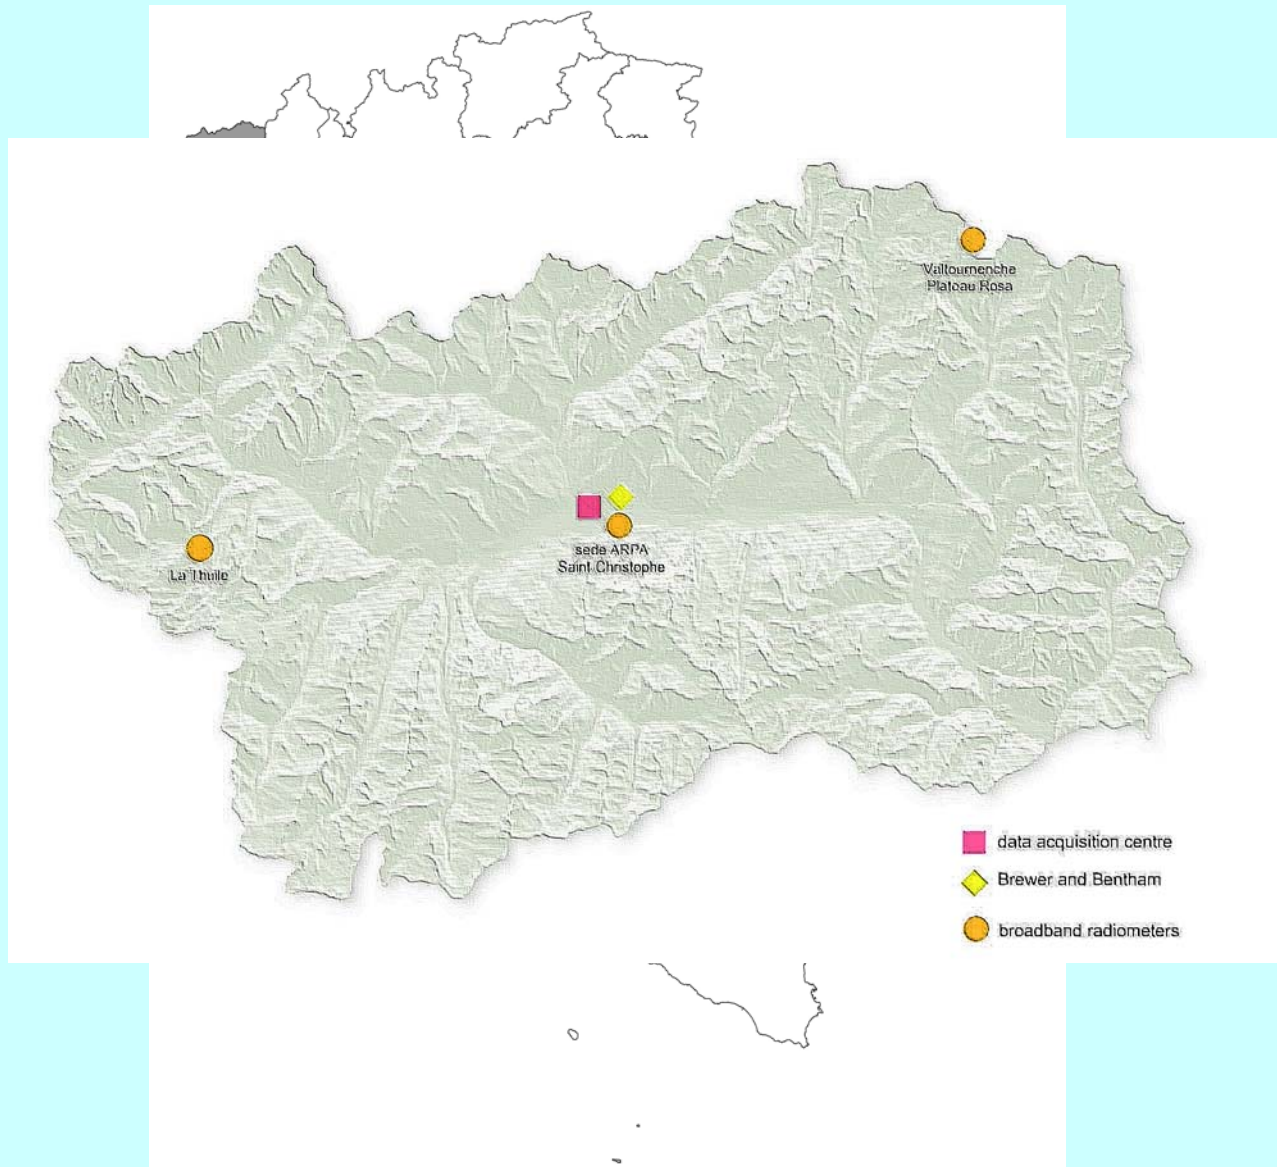 Valtournenche
Plateau Rosa
sede ARPA
Saint Christophe
La Thuile
data acquisition centre
Brewer and Bentham
broadband radiometers